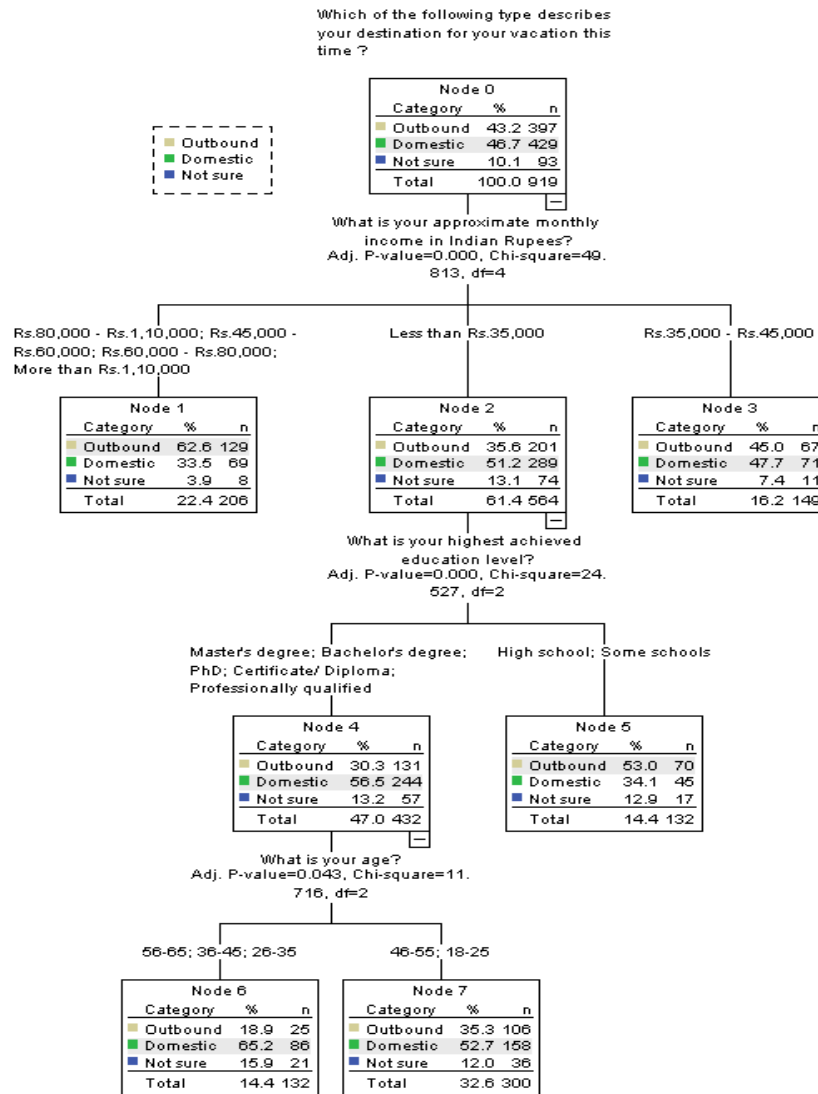 Which of the following type describes
your destination for your vacation this
time ?
Node 0
Category % n
Outbound 43.2 397
Domestic 46.7 429
Not sure 10.1 93
Total 100.0 919
Outbound
Domestic
Not sure
What is your approximate monthly
income in Indian Rupees?
Adj. P-value=0.000, Chi-square=49.
813, df=4
Rs.80,000 - Rs.1,10,000; Rs.45,000 -
Rs.60,000; Rs.60,000 - Rs.80,000;
More than Rs.1,10,000
Less than Rs.35,000
Rs.35,000 - Rs.45,000
Node 1
Category % n
Outbound 62.6 129
Domestic 33.5 69
Not sure 3.9 8
Total 22.4 206
Node 2
Category % n
Outbound 35.6 201
Domestic 51.2 289
Not sure 13.1 74
Total 61.4 564
Node 3
Category % n
Outbound 45.0 67
Domestic 47.7 71
Not sure 7.4 11
Total 16.2 149
What is your highest achieved
education level?
Adj. P-value=0.000, Chi-square=24.
527, df=2
Master's degree; Bachelor's degree;
PhD; Certificate/ Diploma;
Professionally qualified
High school; Some schools
Node 4
Category % n
Outbound 30.3 131
Domestic 56.5 244
Not sure 13.2 57
Total 47.0 432
Node 5
Category % n
Outbound 53.0 70
Domestic 34.1 45
Not sure 12.9 17
Total 14.4 132
What is your age?
Adj. P-value=0.043, Chi-square=11.
716, df=2
56-65; 36-45; 26-35
46-55; 18-25
Node 6
Category % n
Outbound 18.9 25
Domestic 65.2 86
Not sure 15.9 21
Total 14.4 132
Node 7
Category % n
Outbound 35.3 106
Domestic 52.7 158
Not sure 12.0 36
Total 32.6 300